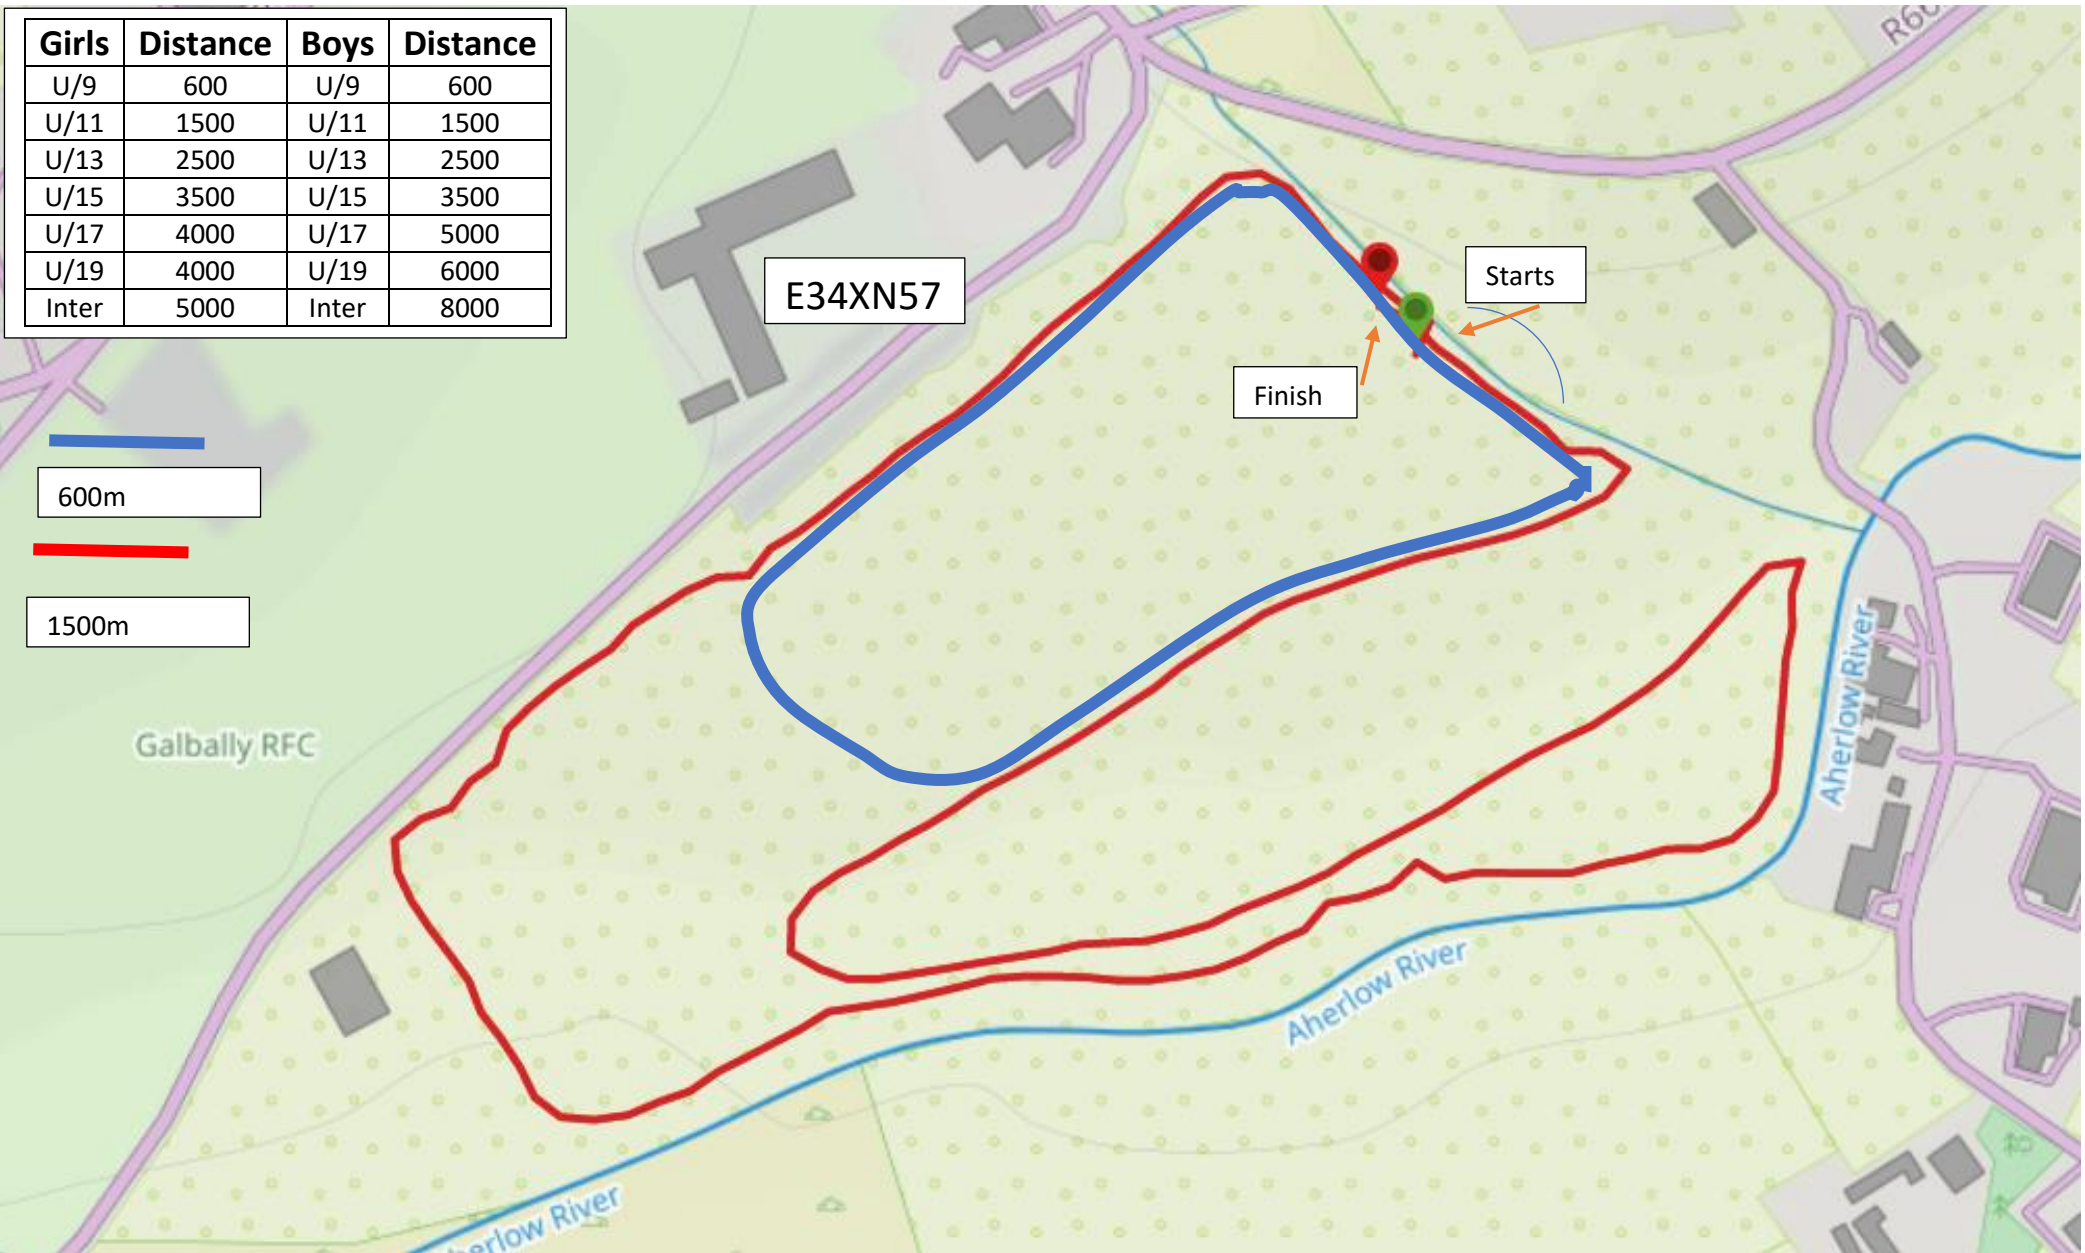 Girls Distance Boys Distance
U/9 600 U/9 600
U/11 1500 U/11 1500
U/13 2500 U/13 2500
U/15 3500 U/15 3500
U/17 4000 U/17 5000
U/19 4000 U/19 6000
Inter 5000 Inter 8000
E34XN57
Starts
Finish
600m
1500m
Galbally RFC
Aherlow River
Aherlow River
River